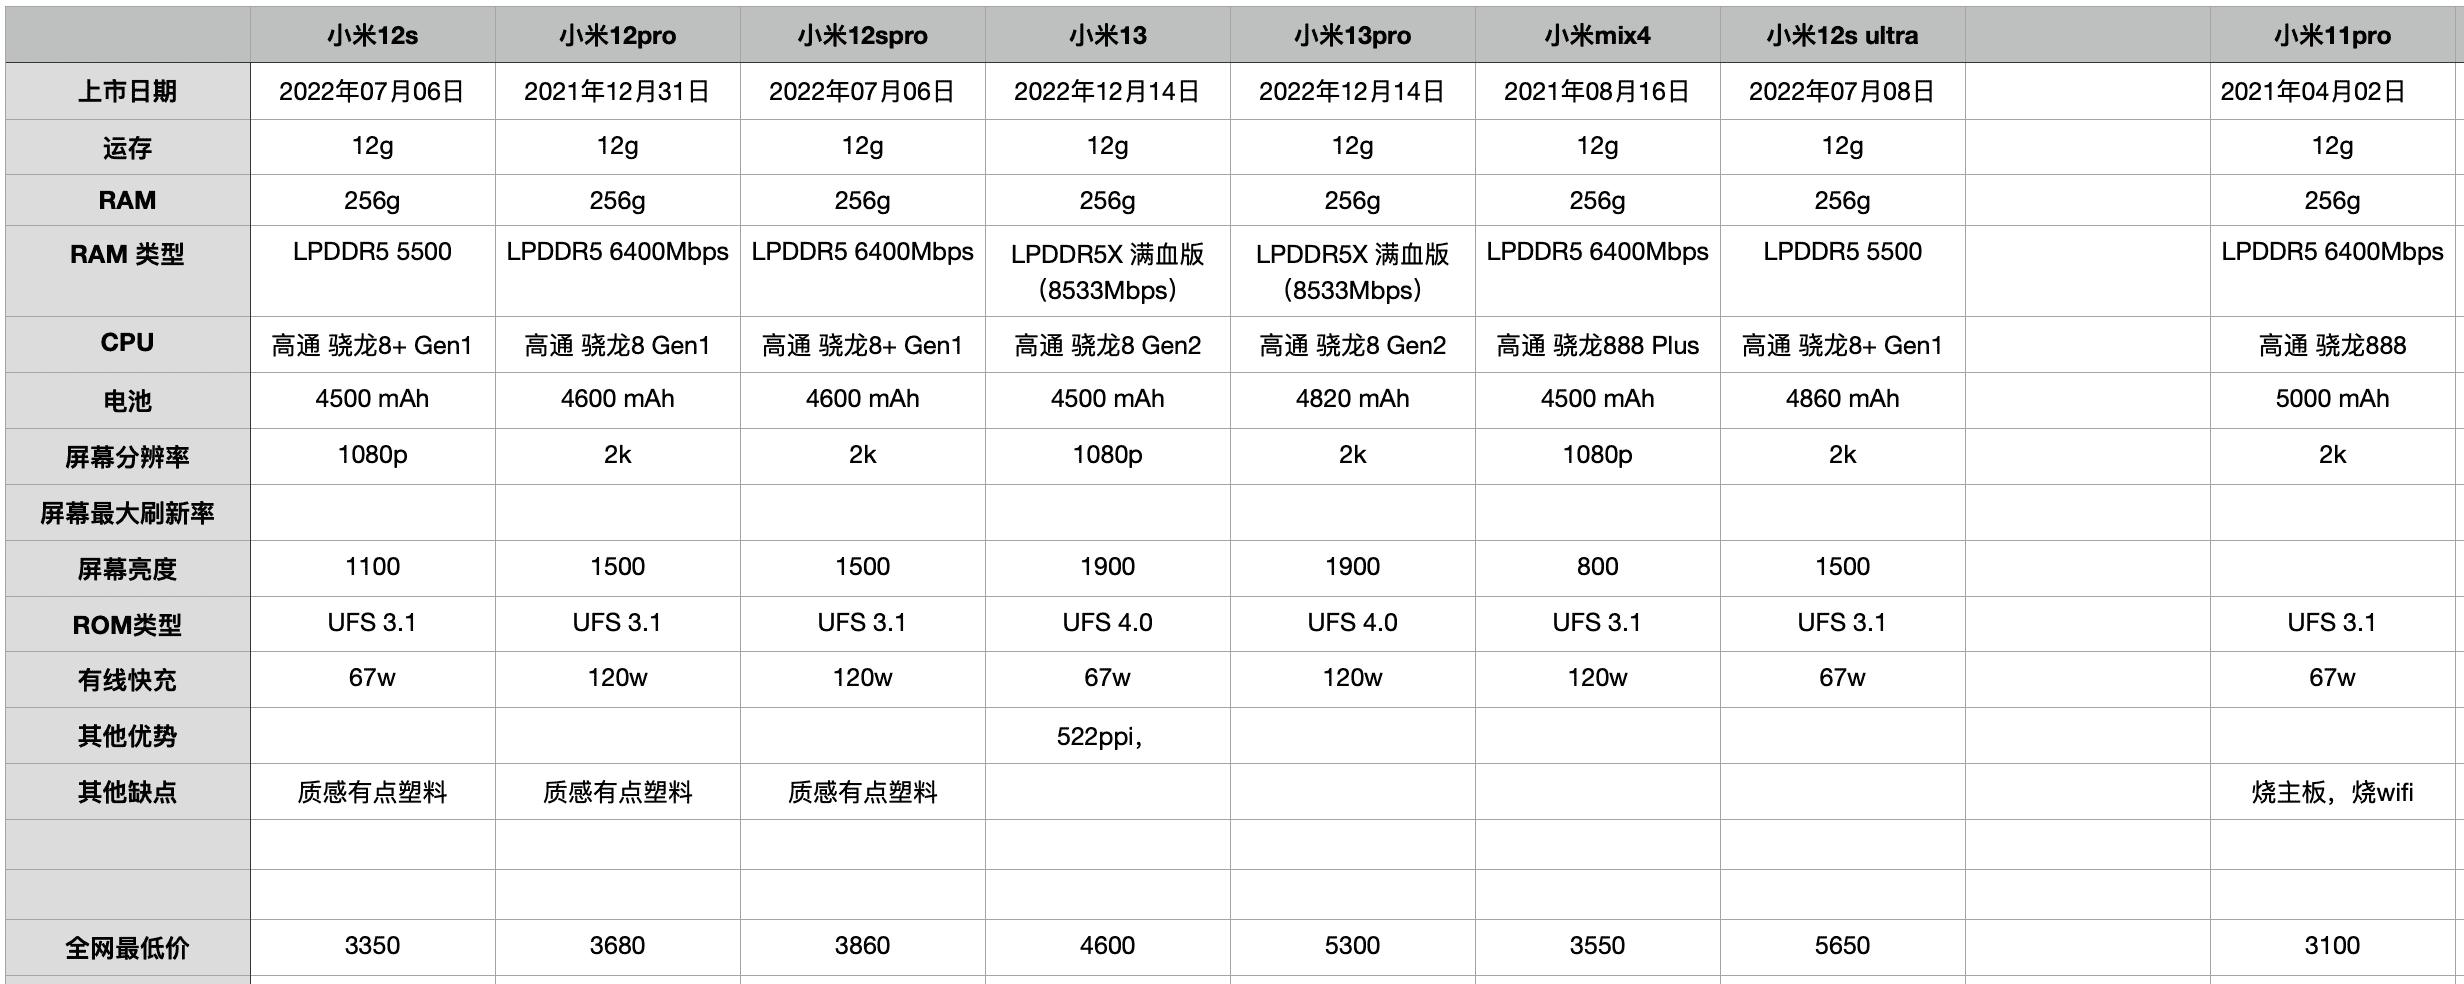 小米12s 小米12pro 小米12spro 小米13 小米13pro 小米mix4 小米12s ultra 小米11pro
上市日期 2022年07月06日 2021年12月31日 2022年07月06日 2022年12月14日 2022年12月14日 2021年08月16日 2022年07月08日 2021年04月02日
运存 12g 12g 12g 12g 12g 12g 12g 12g
RAM 256g 256g 256g 256g 256g 256g 256g 256g
RAM 类型 LPDDR5 5500 LPDDR5 6400Mbps LPDDR5 6400Mbps LPDDR5X 满血版 LPDDR5X 满血版 LPDDR5 6400Mbps LPDDR5 5500 LPDDR5 6400Mbps
（8533Mbps） （8533Mbps）
CPU 高通 骁龙8+ Gen1 高通 骁龙8 Gen1 高通 骁龙8+ Gen1 高通 骁龙8 Gen2 高通 骁龙8 Gen2 高通 骁龙888 Plus 高通 骁龙8+ Gen1 高通 骁龙888
电池 4500 mAh 4600 mAh 4600 mAh 4500 mAh 4820 mAh 4500 mAh 4860 mAh 5000 mAh
屏幕分辨率 1080p 2k 2k 1080p 2k 1080p 2k 2k
屏幕最大刷新率
屏幕亮度 1100 1500 1500 1900 1900 800 1500
ROM类型 UFS 3.1 UFS 3.1 UFS 3.1 UFS 4.0 UFS 4.0 UFS 3.1 UFS 3.1 UFS 3.1
有线快充 67w 120w 120w 67w 120w 120w 67w 67w
其他优势 522ppi，
其他缺点 质感有点塑料 质感有点塑料 质感有点塑料 烧主板，烧wifi
全网最低价 3350 3680 3860 4600 5300 3550 5650 3100